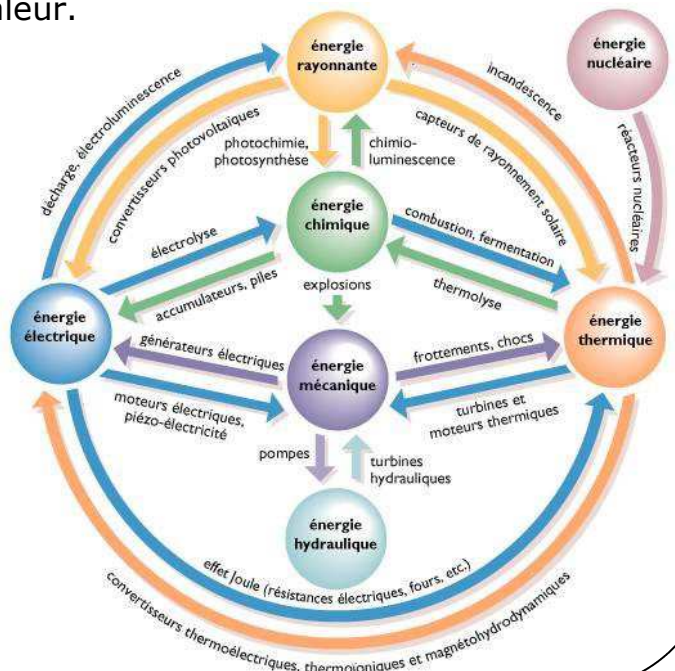 aleur.
énergie
rayonnante
énergie
nucléaire
décharge, électroluminescence
convertisseurs photovoltaïques
photochimie,
photosynthèse
chimio-
luminescence
capteurs de rayonnement solaire
incandescence
réacteurs nucléaires
énergie
chimique
électrolyse
accumulateurs, piles
combustion, fermentation
thermolyse
explosions
énergie
électrique
énergie
thermique
générateurs électriques
énergie
mécanique
frottements, chocs
moteurs électriques,
piézo-électricité
turbines et
moteurs thermiques
pompes
turbines
hydrauliques
énergie
hydraulique
effet Joule (résistances électriques, fours, etc.)
convertisseurs thermoélectriques, thermoïoniques et magnétohydrodynamiques